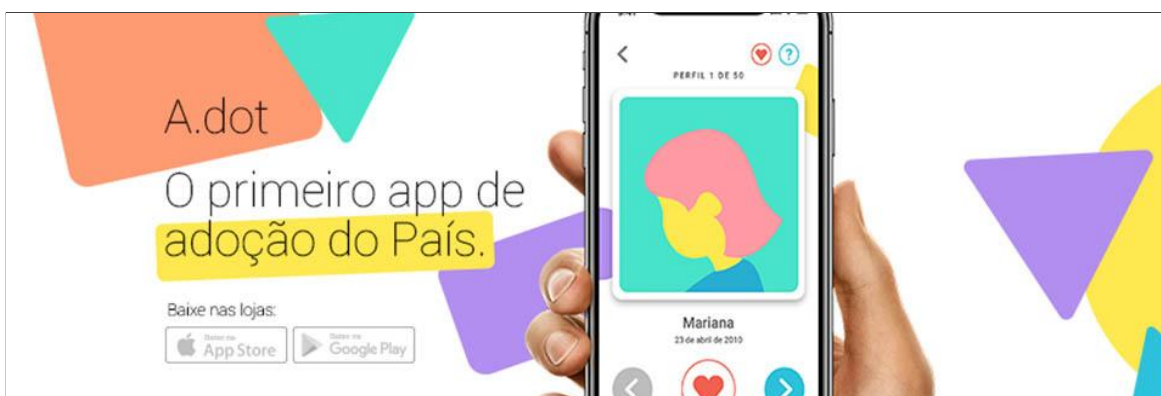 A.dot
O primeiro app de
adoção do País.
Baixe nas lojas:
App Store
Google Play
?
PERFIL 1 DE 50
Mariana
23 de abril de 2010